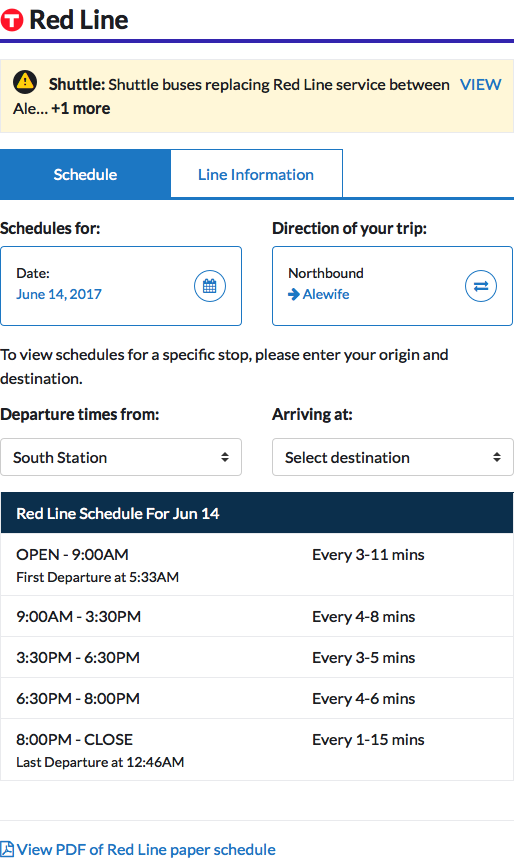 T Red Line
Shuttle: Shuttle buses replacing Red Line service between VIEW
Ale... +1 more
Schedule Line Information
Schedules for: Direction of your trip:
Date: Northbound
June 14, 2017 Alewife
To view schedules for a specific stop, please enter your origin and
destination.
Departure times from: Arriving at:
South Station Select destination
Red Line Schedule For Jun 14
OPEN - 9:00AM Every 3-11 mins
First Departure at 5:33AM
9:00AM - 3:30PM Every 4-8 mins
3:30PM - 6:30PM Every 3-5 mins
6:30PM - 8:00PM Every 4-6 mins
8:00PM - CLOSE Every 1-15 mins
Last Departure at 12:46AM
View PDF of Red Line paper schedule